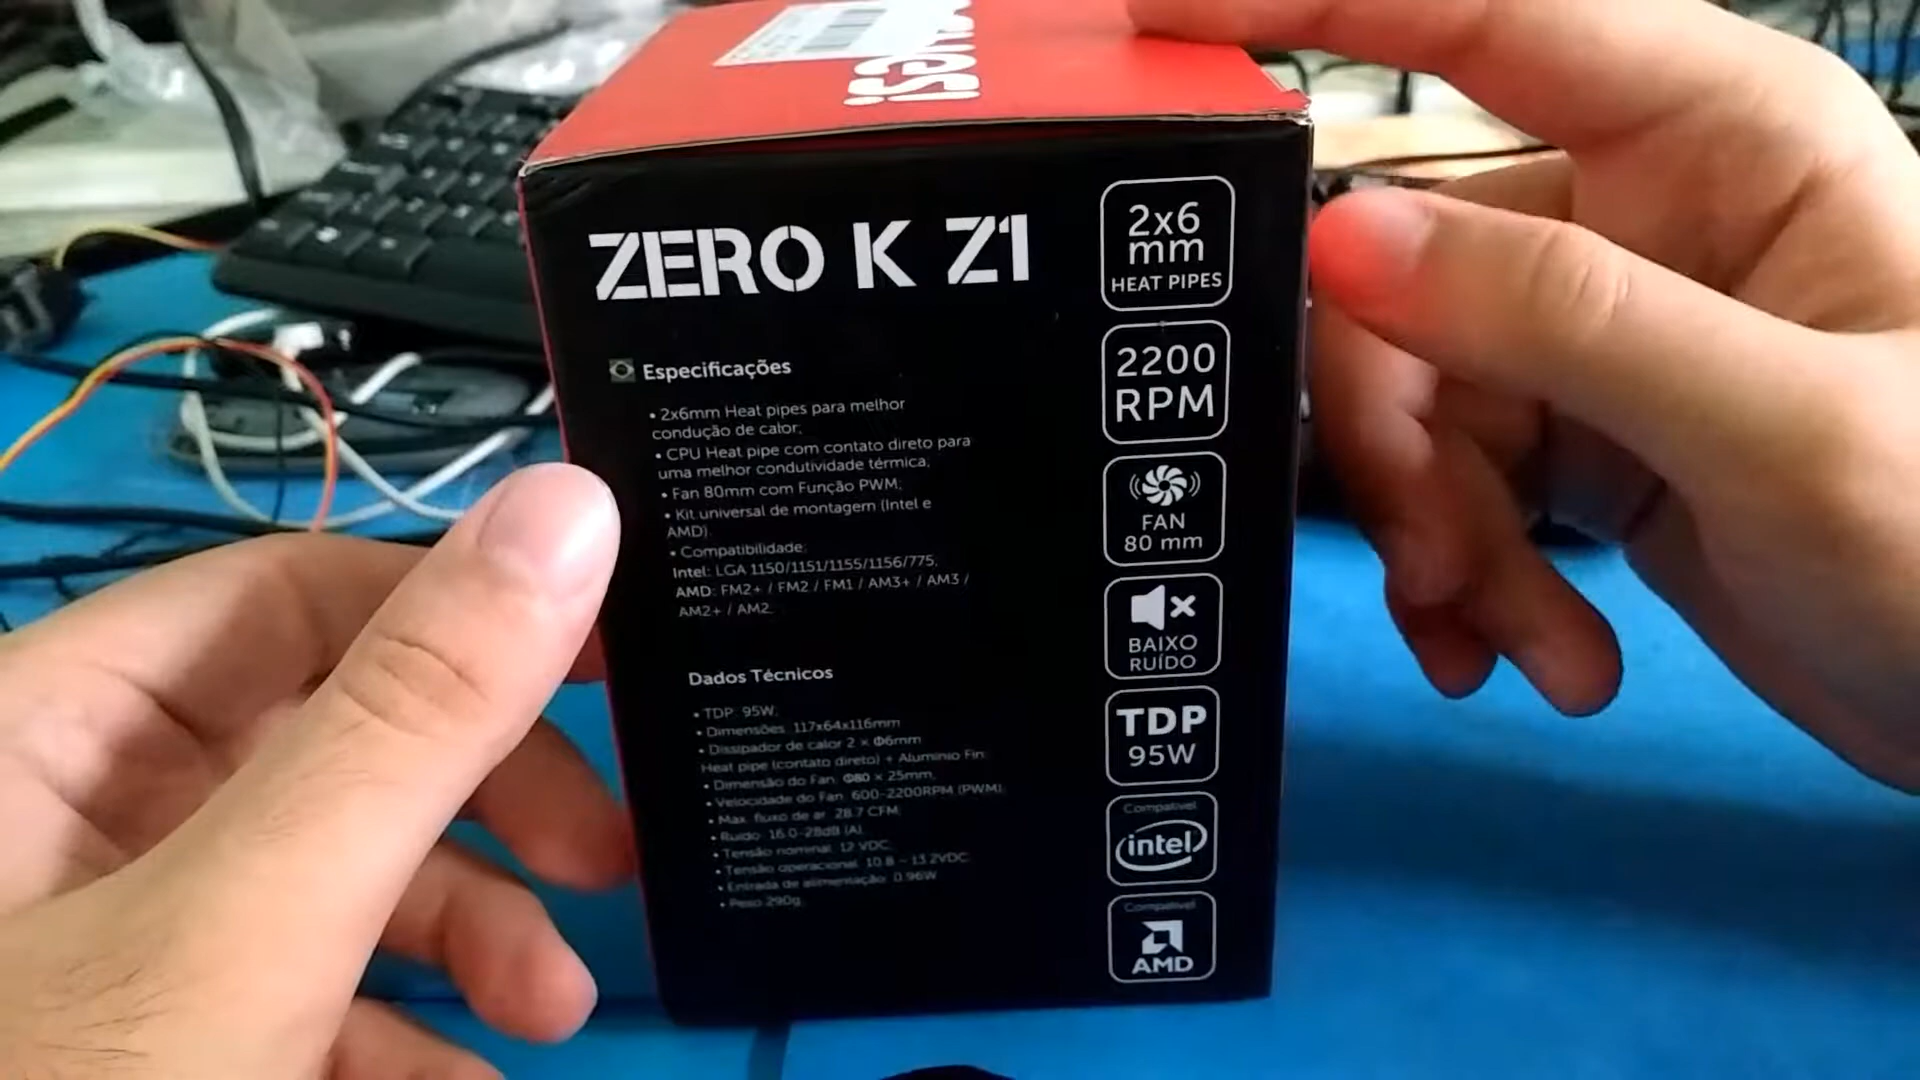 ZERO K Z1
Especificações
• 2x6mm Heat pipes para melhor
condução de calor;
• CPU Heat pipe com contato direto para
uma melhor condutividade térmica;
• Fan 80mm com Função PWM;
• Kit universal de montagem (Intel e
AMD).
• Compatibilidade:
Intel: LGA 1150/1151/1155/1156/775,
AMD: FM2+ / FM2 / FM1 / AM3+ / AM3 /
AM2+ / AM2.
Dados Técnicos
• TDP: 95W;
• Dimensões: 117x64x116mm
• Dissipador de calor 2 × Φ6mm
Heat pipe (contato direto) + Aluminio Fin;
• Dimensão do Fan: Φ80 × 25mm,
• Velocidade do Fan: 600-2200RPM (PWM);
• Max. fluxo de ar: 28.7 CFM;
• Ruído: 16.0-28dB (A)
• Tensão nominal: 12 VDC;
• Tensão operacional: 10.8 ~ 13.2VDC;
• Entrada de alimentação: 0.96W
• Peso 290g
2x6
mm
HEAT PIPES
2200
RPM
FAN
80 mm
BAIXO
RUÍDO
TDP
95W
Compatível
intel
Compatível
AMD